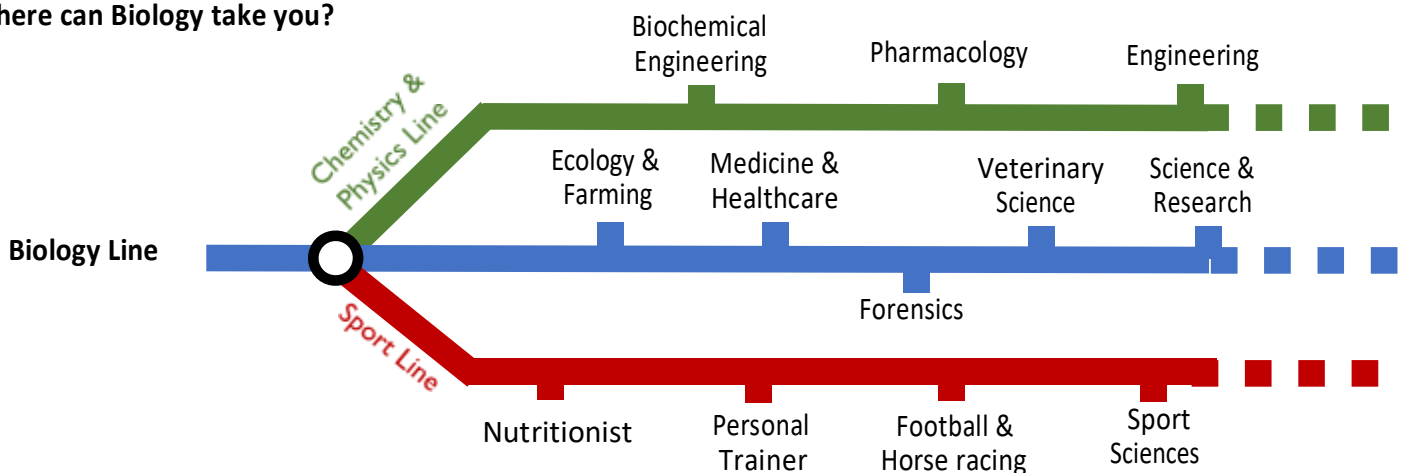 here can Biology take you?
Biochemical
Engineering
Pharmacology
Engineering
Chemistry &
Physics Line
Ecology &
Farming
Medicine &
Healthcare
Veterinary
Science
Science &
Research
Biology Line
Forensics
Sport Line
Nutritionist
Personal
Trainer
Football &
Horse racing
Sport
Sciences